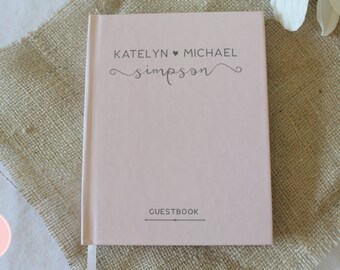 KATELYN ♥ MICHAEL
simpson
GUESTBOOK